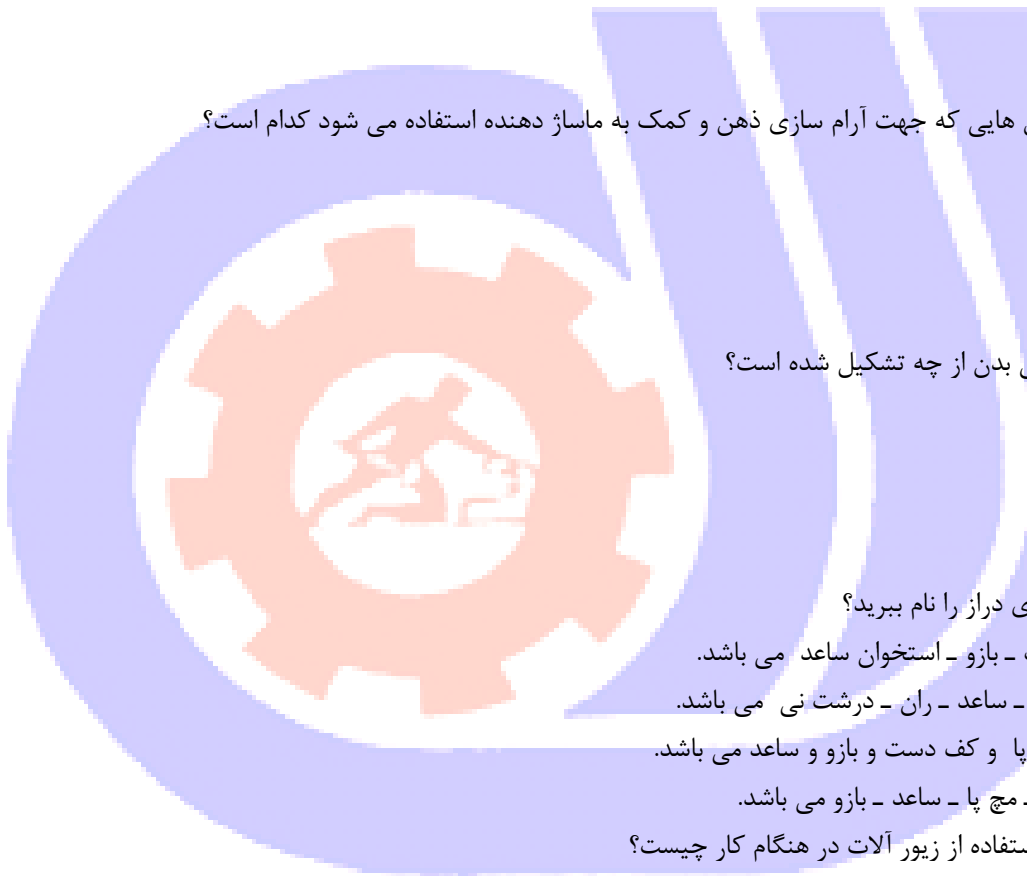 هایی که جهت آرام سازی ذهن و کمک به ماساژ دهنده استفاده می شود کدام است؟
بدن از چه تشکیل شده است؟
دراز را نام ببرید؟
ـ بازو ـ استخوان ساعد می باشد.
ـ ساعد ـ ران ـ درشت نی می باشد.
پا و کف دست و بازو و ساعد می باشد.
ـ مچ پا ـ ساعد ـ بازو می باشد.
ستفاده از زیور آلات در هنگام کار چیست؟